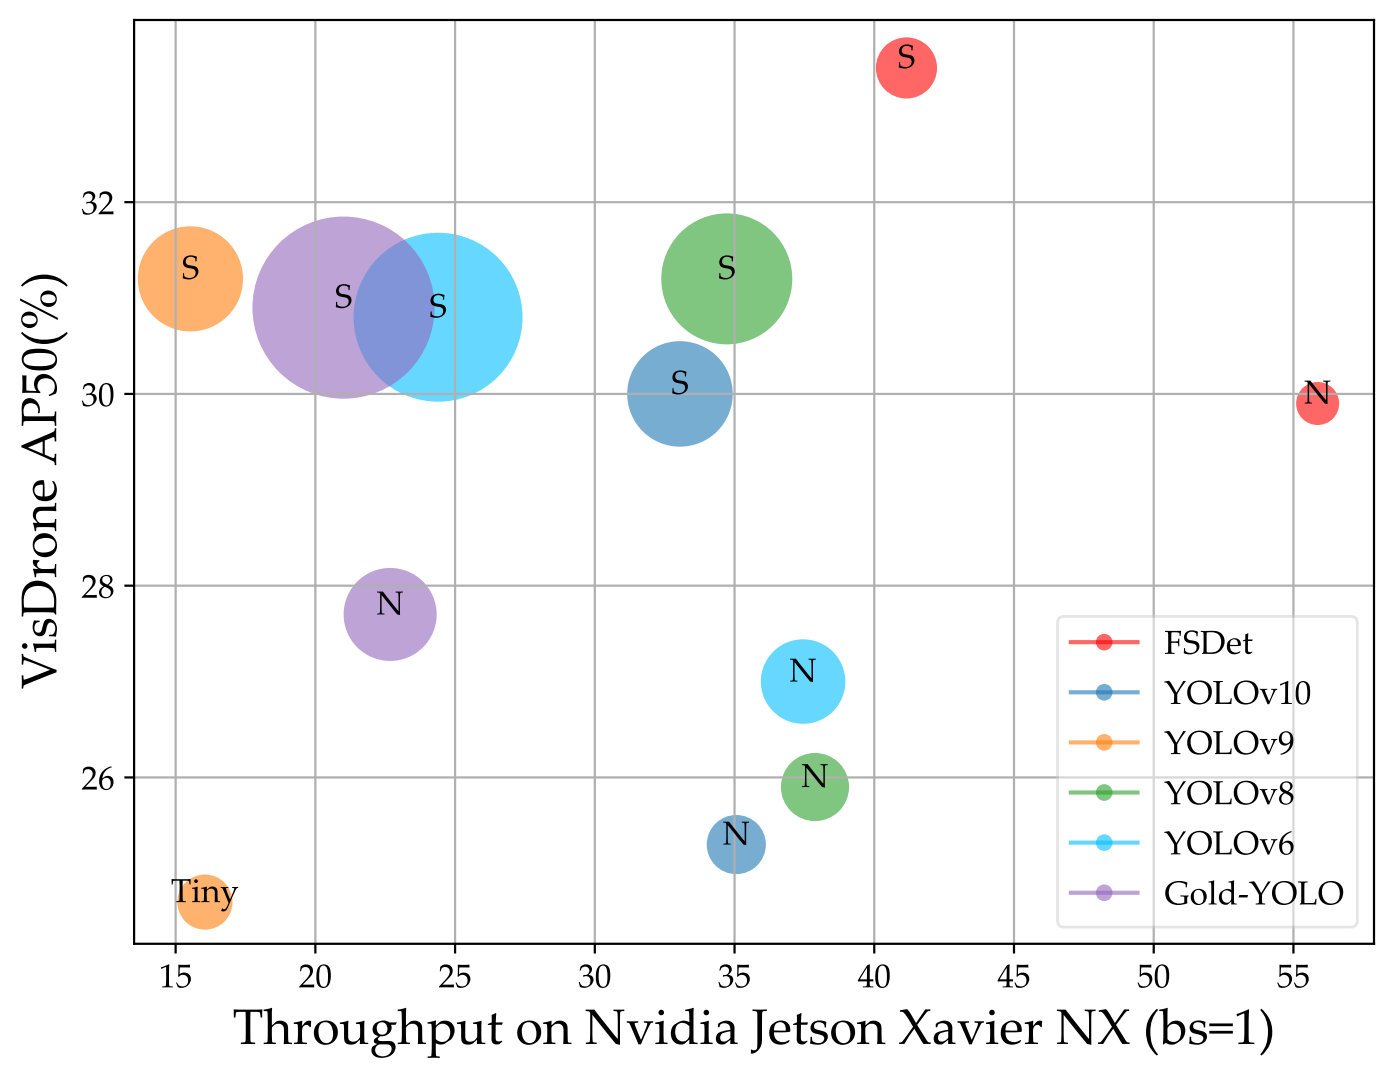 S
32
S
S
S
S
S
30
N
28
N
N
26
N
N
Tiny
VisDrone AP50(%)
FSDet
YOLOv10
YOLOv9
YOLOv8
YOLOv6
Gold-YOLO
15 20 25 30 35 40 45 50 55
Throughput on Nvidia Jetson Xavier NX (bs=1)